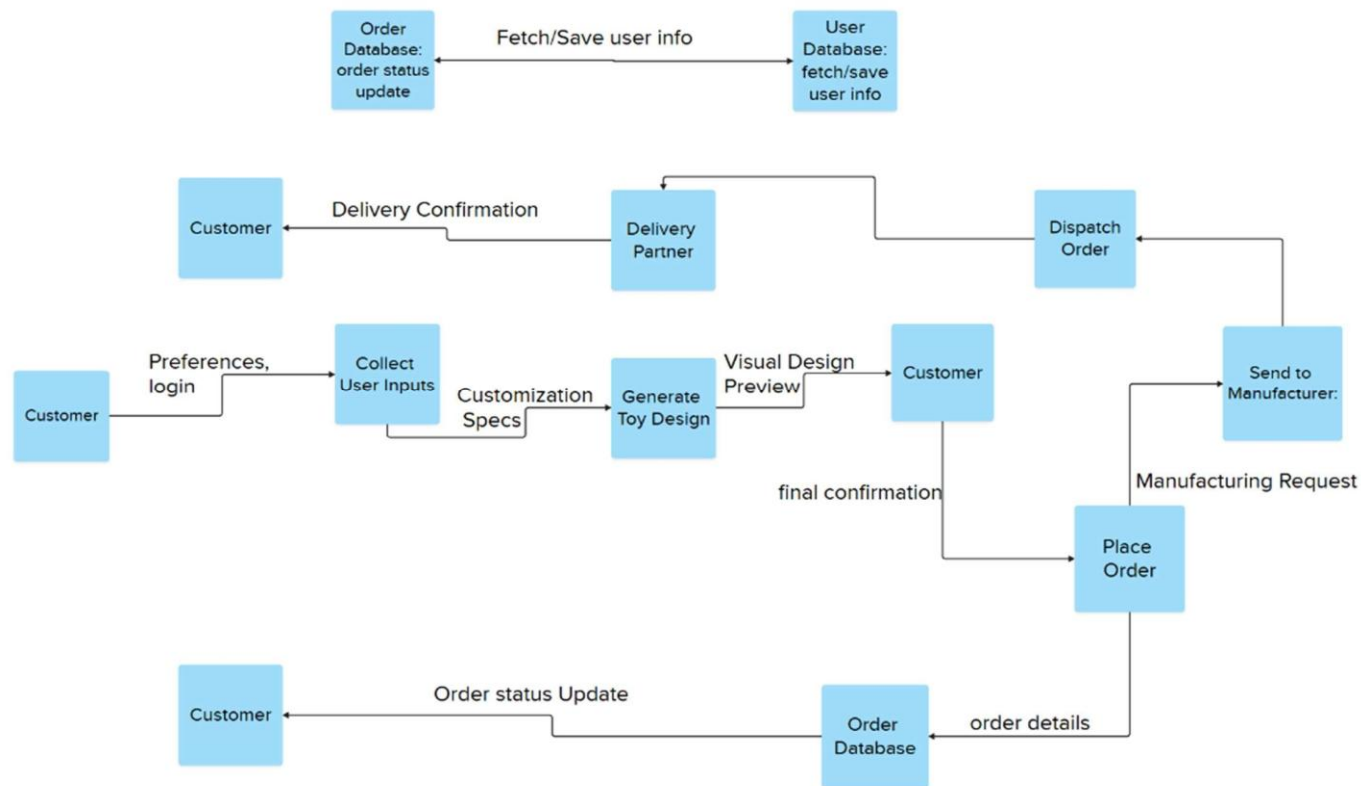 Order
Database:
order status
update
Fetch/Save user info
User
Database:
fetch/save
user info
Customer
Delivery Confirmation
Delivery
Partner
Dispatch
Order
Customer
Preferences,
login
Collect
User Inputs
Customization
Specs
Generate
Toy Design
Visual Design
Preview
Customer
Send to
Manufacturer:
final confirmation
Manufacturing Request
Place
Order
Customer
Order status Update
Order
Database
order details